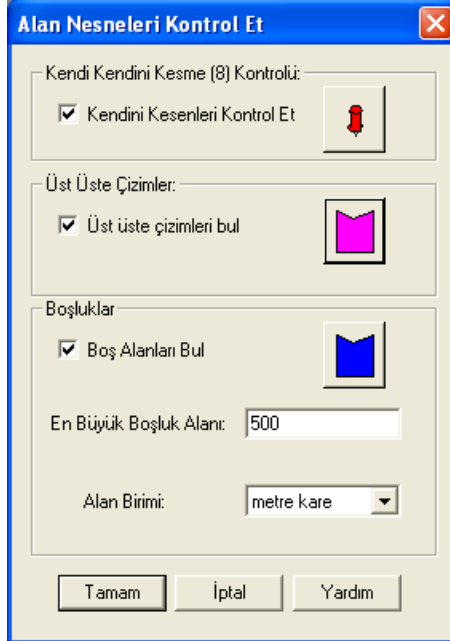 Alan Nesneleri Kontrol Et
Kendi Kendini Kesme (8) Kontrolü:
Kendini Kesenleri Kontrol Et
Üst Üste Çizimler:
Üst üste çizimleri bul
Boşluklar
Boş Alanları Bul
En Büyük Boşluk Alanı: 500
Alan Birimi: metre kare
Tamam İptal Yardım